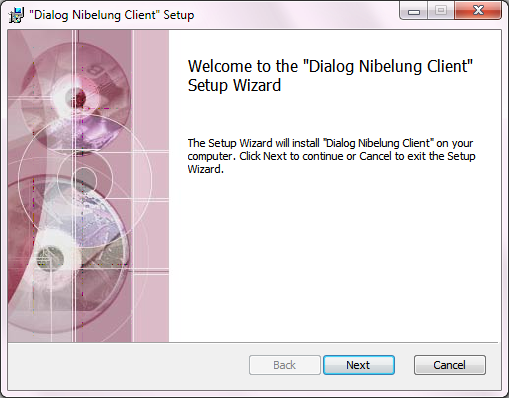 "Dialog Nibelung Client" Setup
Welcome to the "Dialog Nibelung Client"
Setup Wizard
The Setup Wizard will install "Dialog Nibelung Client" on your
computer. Click Next to continue or Cancel to exit the Setup
Wizard.
Back Next Cancel